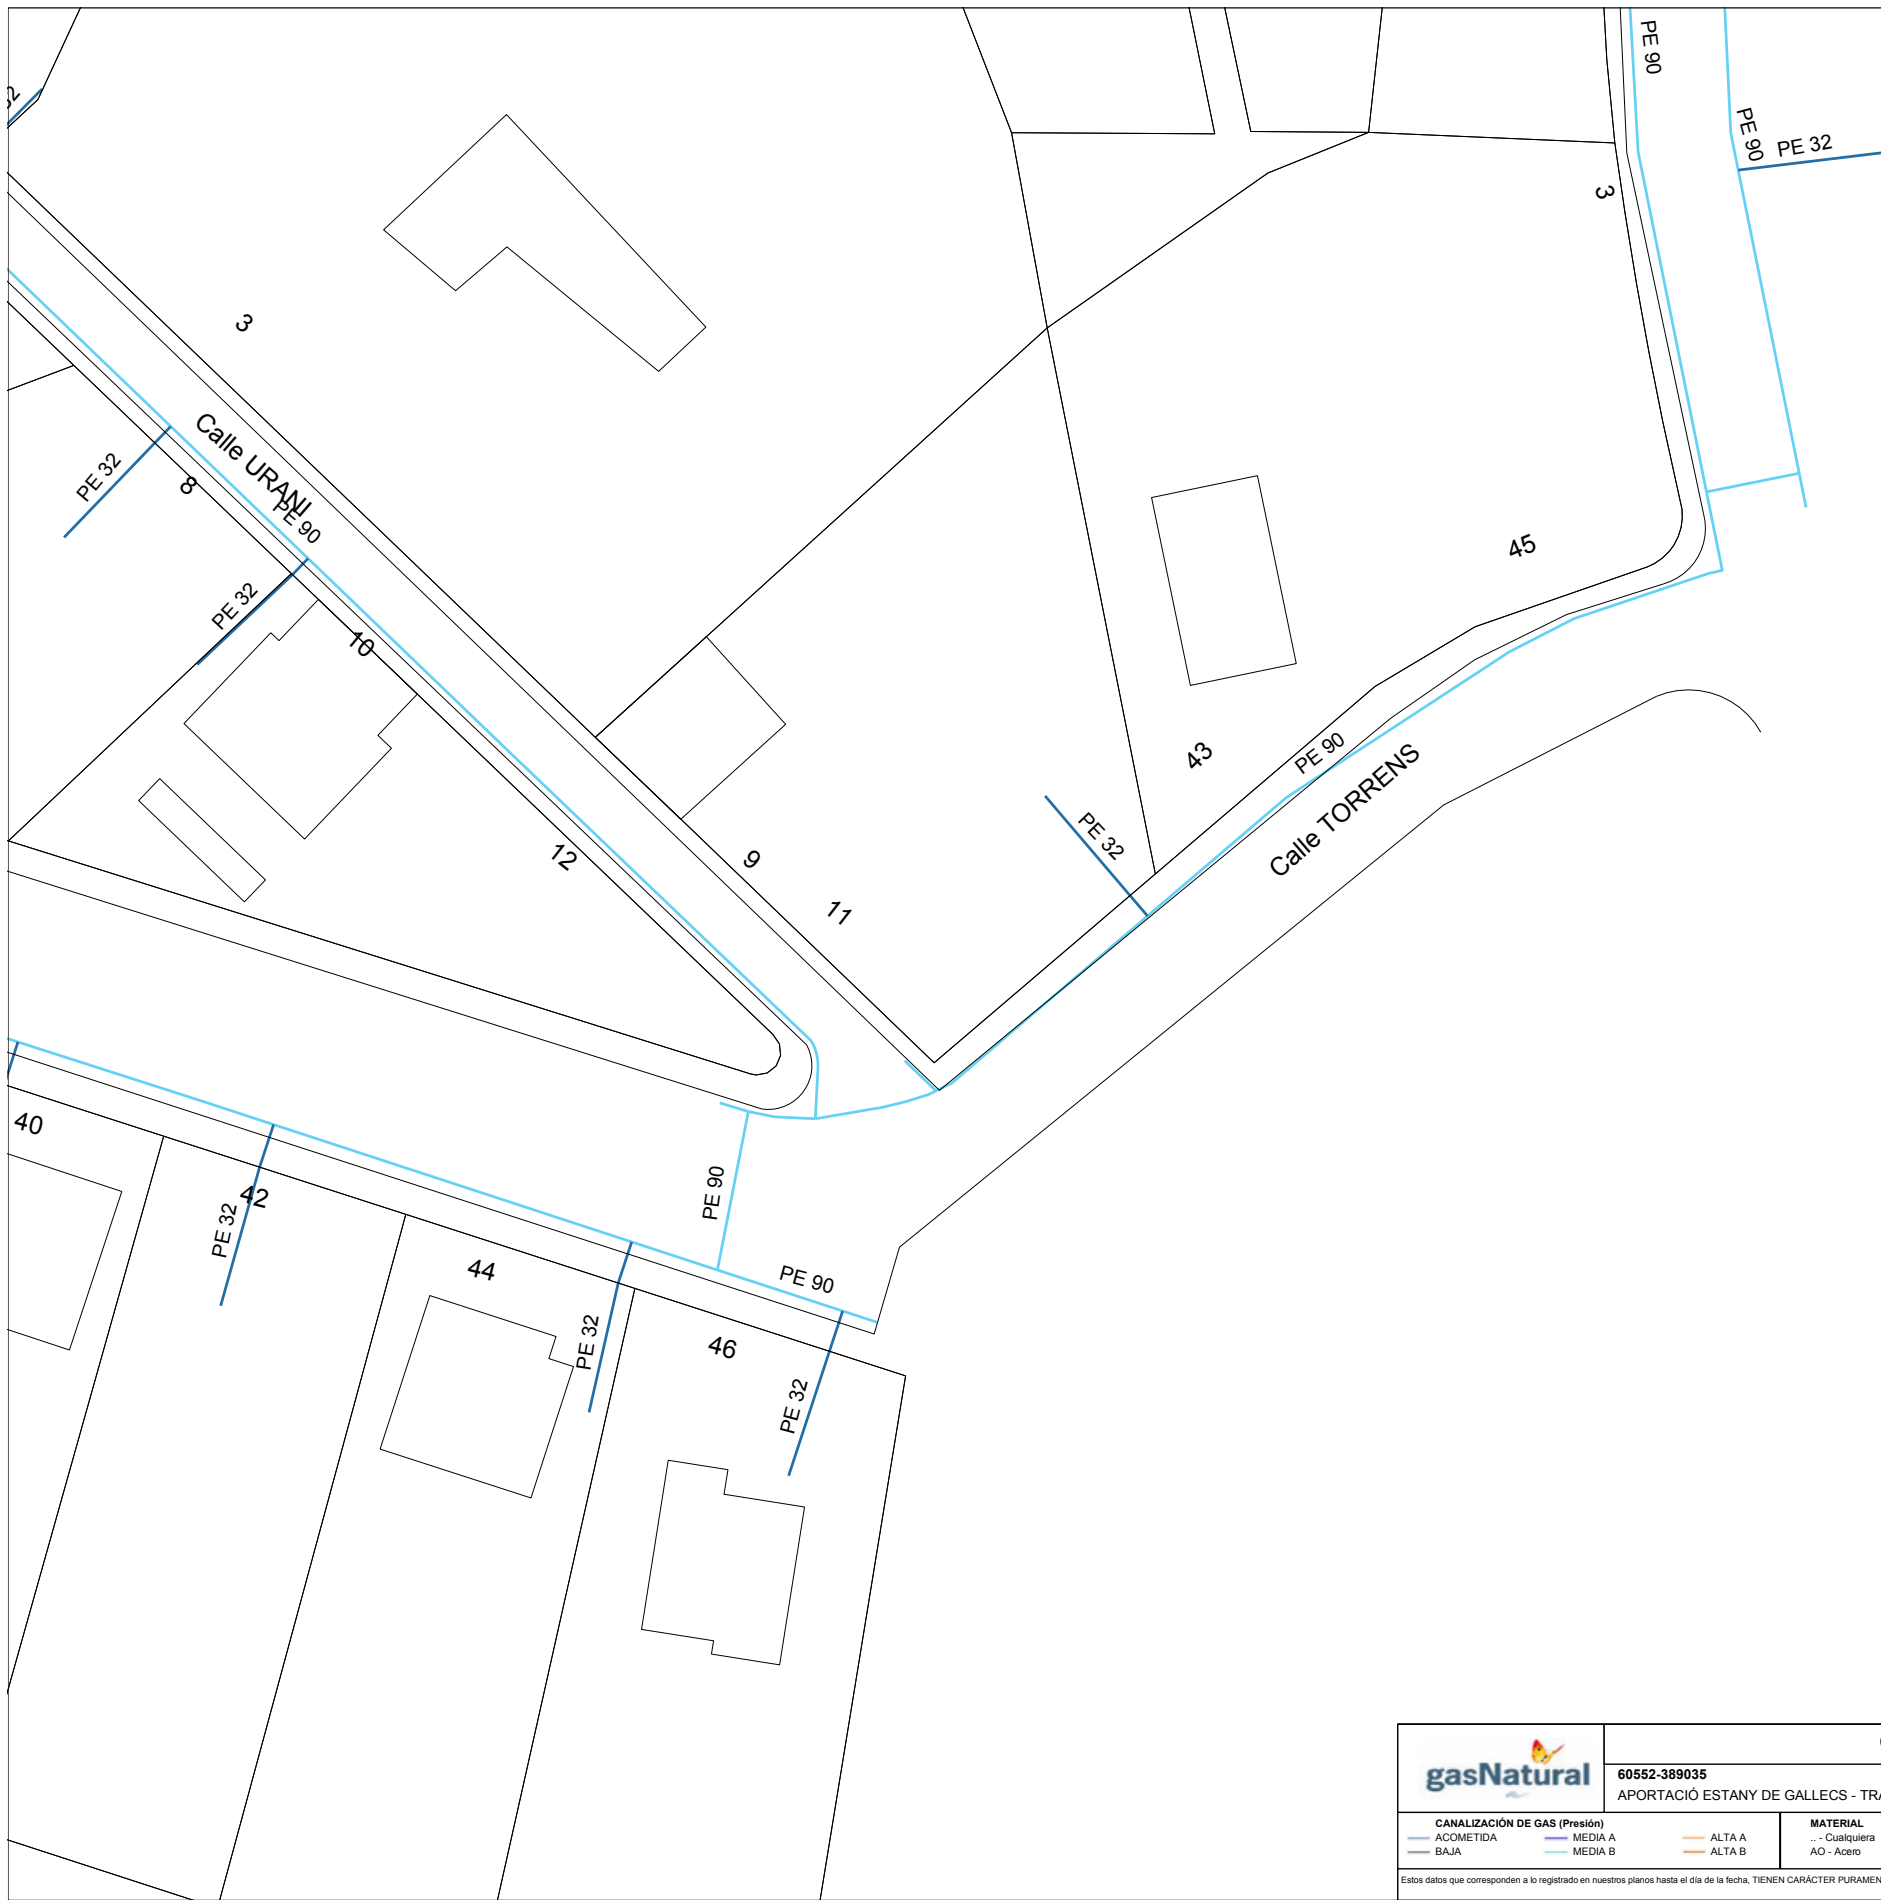 PE 90
PE 90
PE 32
3
3
Calle URANI
PE 32
8
PE 90
45
PE 32
10
43
PE 90
Calle TORRENS
PE 32
12
9
11
40
42
PE 32
PE 90
44
PE 90
PE 32
46
PE 32
gasNatural
60552-389035
APORTACIÓ ESTANY DE GALLECS - TRA
CANALIZACIÓN DE GAS (Presión)
ACOMETIDA MEDIA A ALTA A
BAJA MEDIA B ALTA B
MATERIAL
.. - Cualquiera
AO - Acero
Estos datos que corresponden a lo registrado en nuestros planos hasta el día de la fecha, TIENEN CARÁCTER PURAMEN